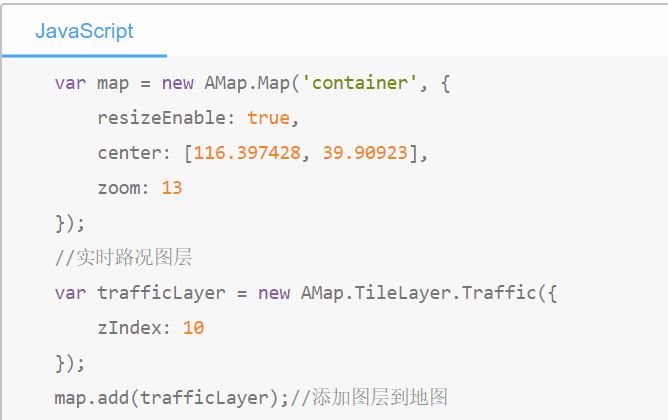 JavaScript
var map = new AMap.Map('container', {
resizeEnable: true,
center: [116.397428, 39.90923],
zoom: 13
});
//实时路况图层
var trafficLayer = new AMap.TileLayer.Traffic({
zIndex: 10
});
map.add(trafficLayer);//添加图层到地图